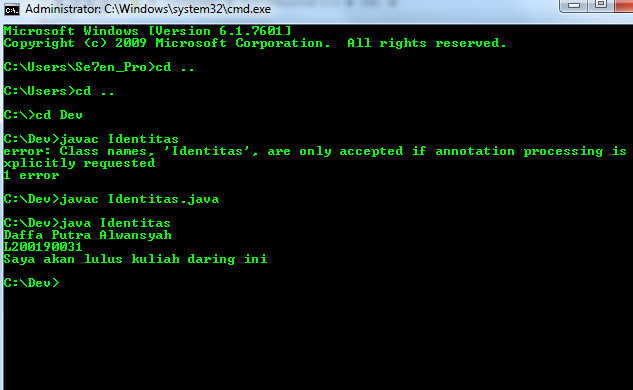 Administrator: C:\Windows\system32\cmd.exe
Microsoft Windows [Version 6.1.7601]
Copyright (c) 2009 Microsoft Corporation.  All rights reserved.
C:\Users\Se7en_Pro>cd ..
C:\Users>cd ..
C:\>cd Dev
C:\Dev>javac Identitas
error: Class names, 'Identitas', are only accepted if annotation processing is
xplicitly requested
1 error
C:\Dev>javac Identitas.java
C:\Dev>java Identitas
Daffa Putra Alwansyah
L200190031
Saya akan lulus kuliah daring ini
C:\Dev>